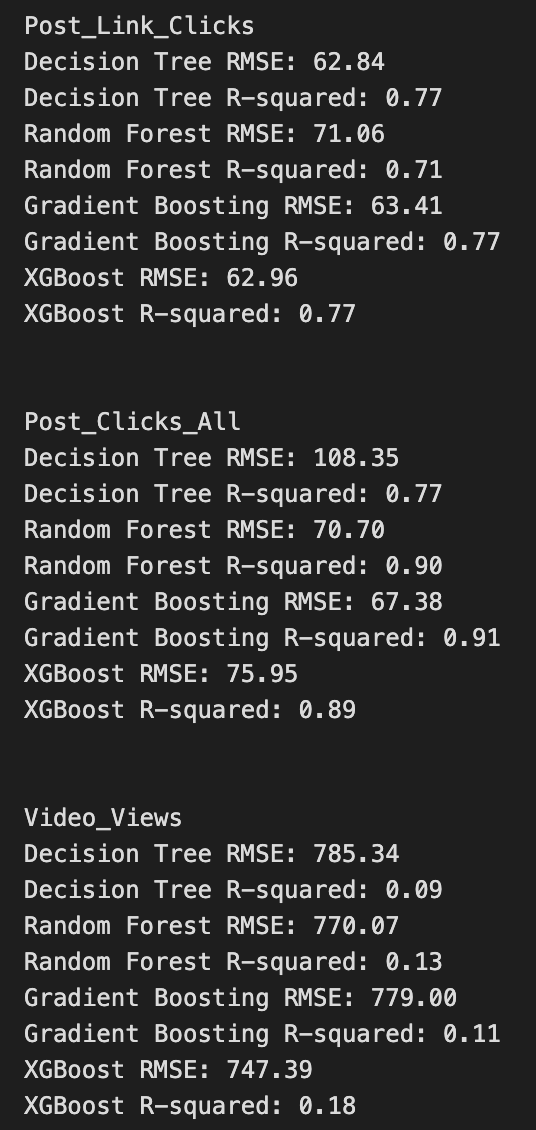 Post_Link_Clicks
Decision Tree RMSE: 62.84
Decision Tree R-squared: 0.77
Random Forest RMSE: 71.06
Random Forest R-squared: 0.71
Gradient Boosting RMSE: 63.41
Gradient Boosting R-squared: 0.77
XGBoost RMSE: 62.96
XGBoost R-squared: 0.77
Post_Clicks_All
Decision Tree RMSE: 108.35
Decision Tree R-squared: 0.77
Random Forest RMSE: 70.70
Random Forest R-squared: 0.90
Gradient Boosting RMSE: 67.38
Gradient Boosting R-squared: 0.91
XGBoost RMSE: 75.95
XGBoost R-squared: 0.89
Video_Views
Decision Tree RMSE: 785.34
Decision Tree R-squared: 0.09
Random Forest RMSE: 770.07
Random Forest R-squared: 0.13
Gradient Boosting RMSE: 779.00
Gradient Boosting R-squared: 0.11
XGBoost RMSE: 747.39
XGBoost R-squared: 0.18